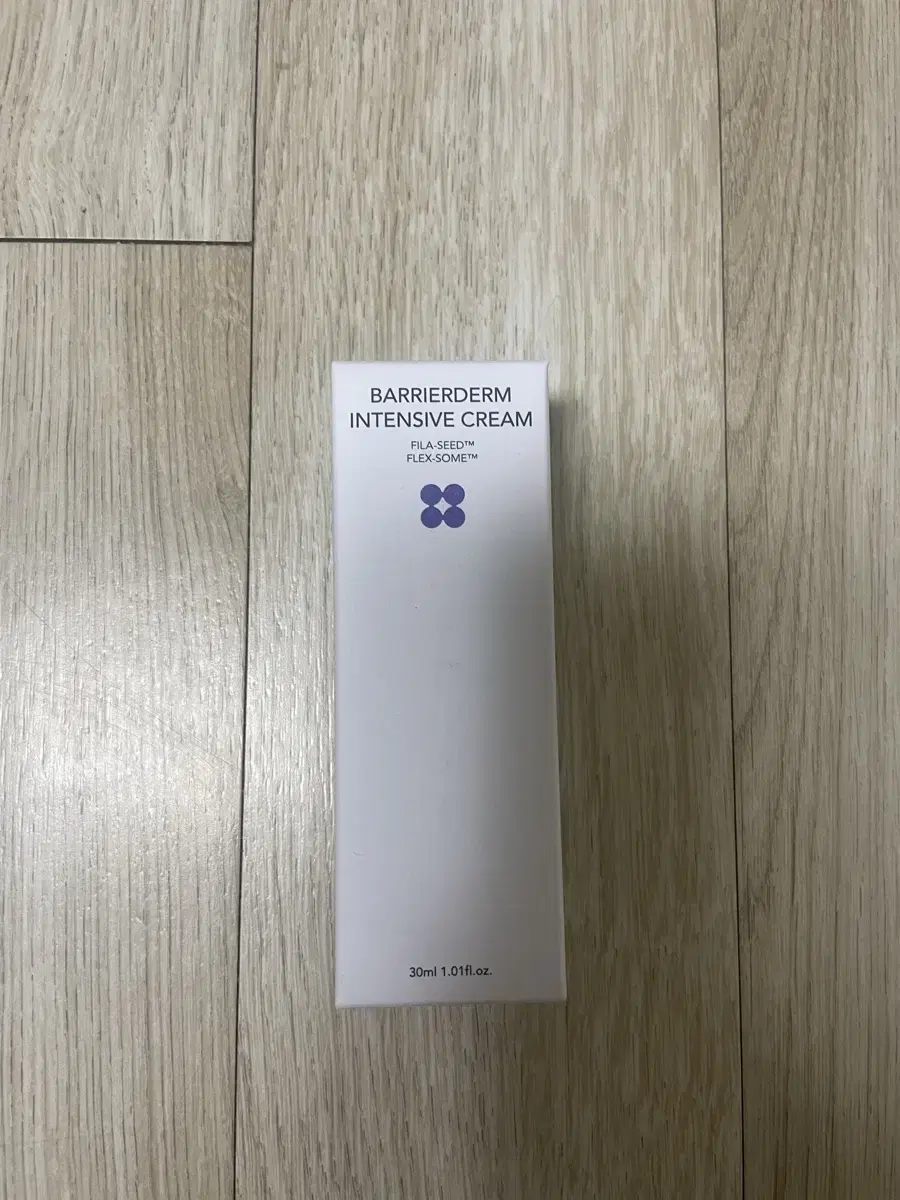 BARRIERDERM
INTENSIVE CREAM
FILA-SEED™
FLEX-SOME™
30ml 1.01fl.oz.